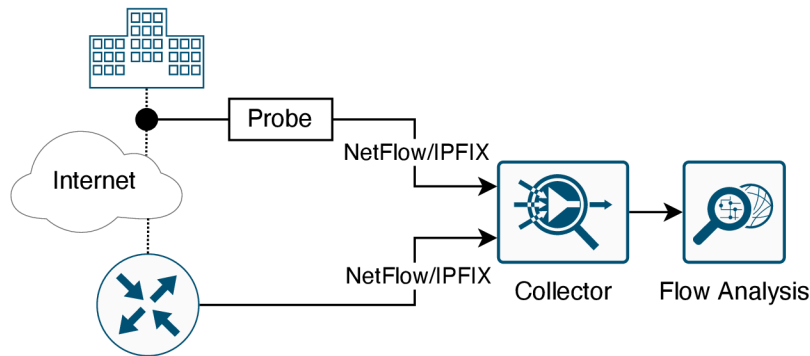 Probe
NetFlow/IPFIX
Internet
NetFlow/IPFIX
Collector
Flow Analysis